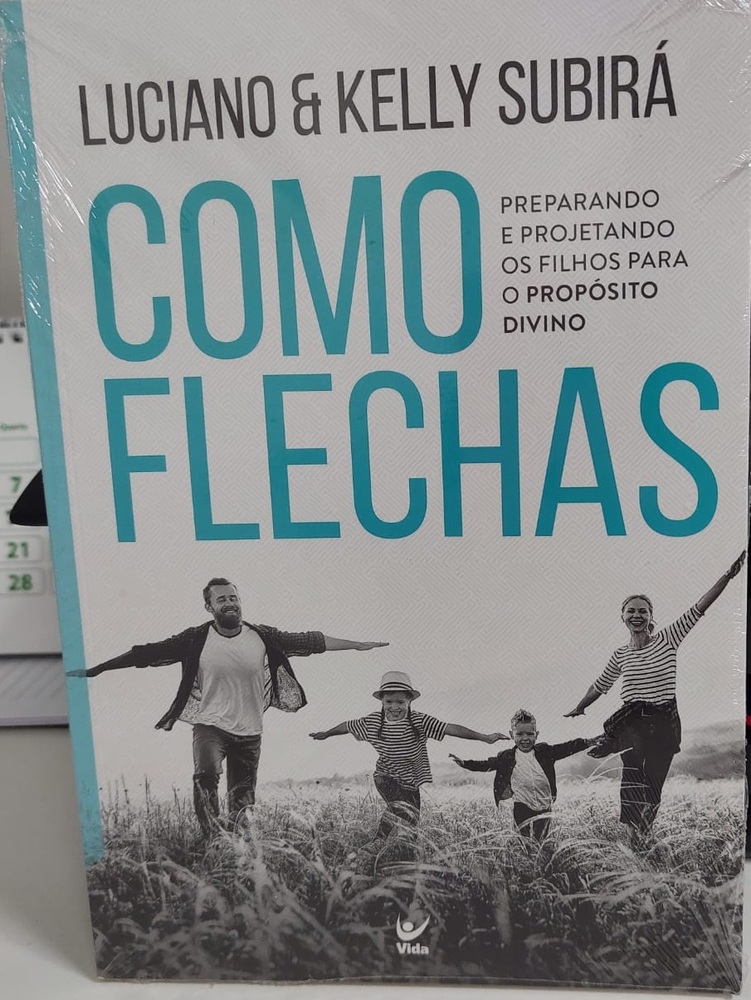 LUCIANO & KELLY SUBIRÁ
COMO
PREPARANDO
E PROJETANDO
OS FILHOS PARA
O PROPÓSITO
DIVINO
FLECHAS
Vida
7
21
28